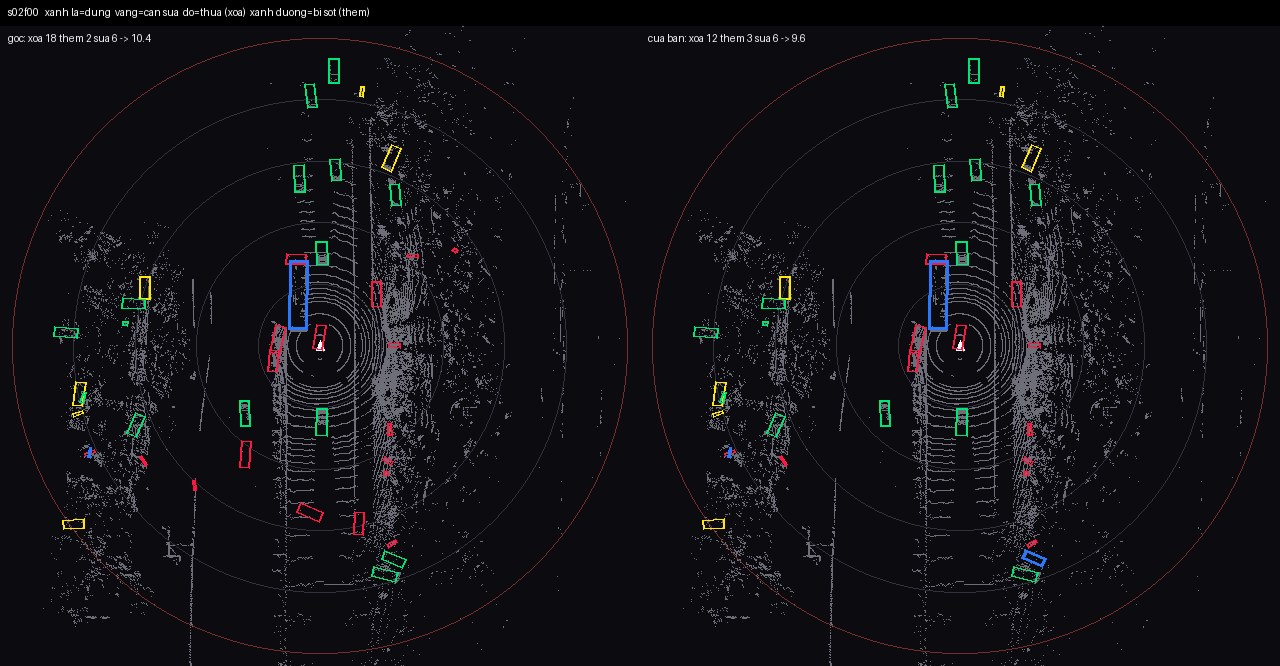 s02f00 xanh la=dung vang=can sua do=thua (xoa) xanh duong=bi sot (them)
goc: xoa 18 them 2 sua 6 -> 10.4
cua ban: xoa 12 them 3 sua 6 -> 9.6